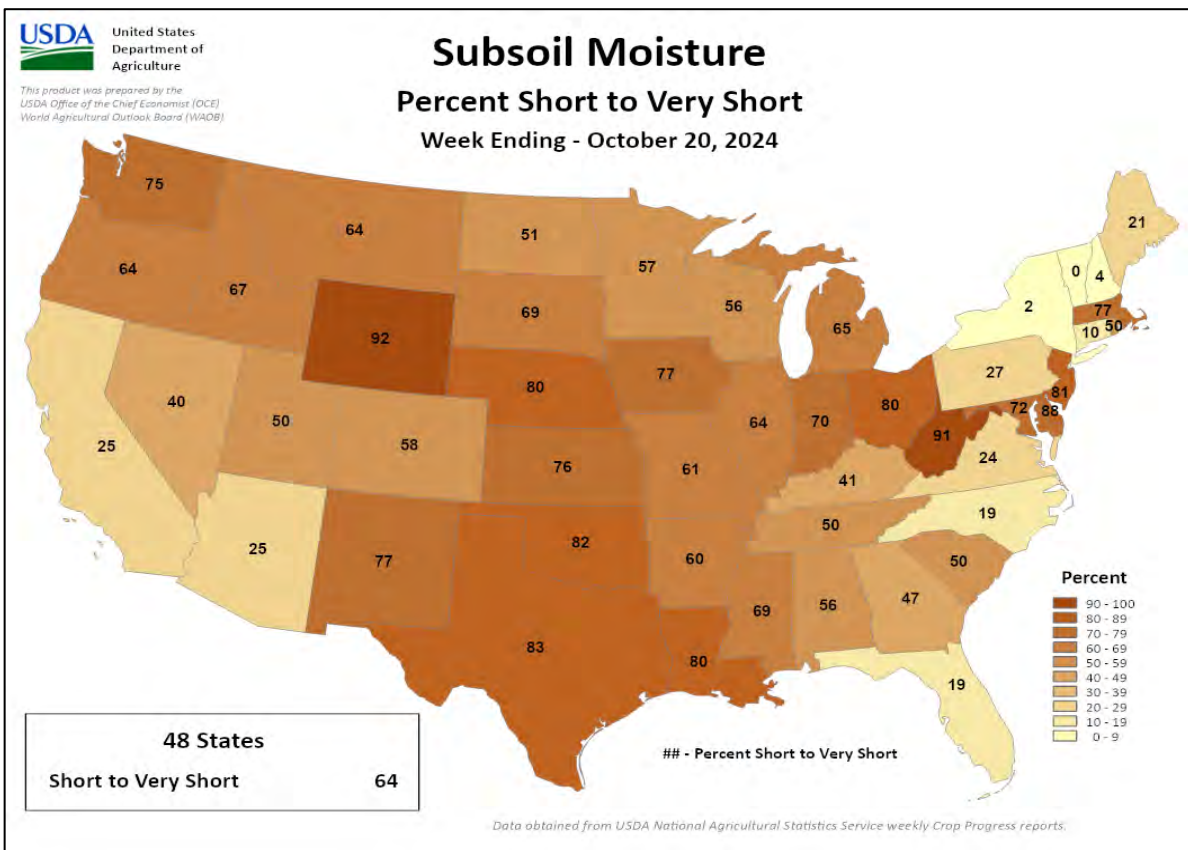 USDA
United States
Department of
Agriculture
This product was prepared by the
USDA Office of the Chief Economist (OCE)
World Agricultural Outlook Board (WAOB)
Subsoil Moisture
Percent Short to Very Short
Week Ending - October 20, 2024
75
64
51
57
21
0
4
64
67
69
56
65
2
77
10
50
92
80
77
27
81
40
50
58
64
70
80
72
88
91
25
76
61
41
24
50
19
25
77
82
60
50
69
56
47
83
80
19
Percent
90 - 100
80 - 89
70 - 79
60 - 69
50 - 59
40 - 49
30 - 39
20 - 29
10 - 19
0 - 9
48 States
Short to Very Short 64
## - Percent Short to Very Short
Data obtained from USDA National Agricultural Statistics Service weekly Crop Progress reports.